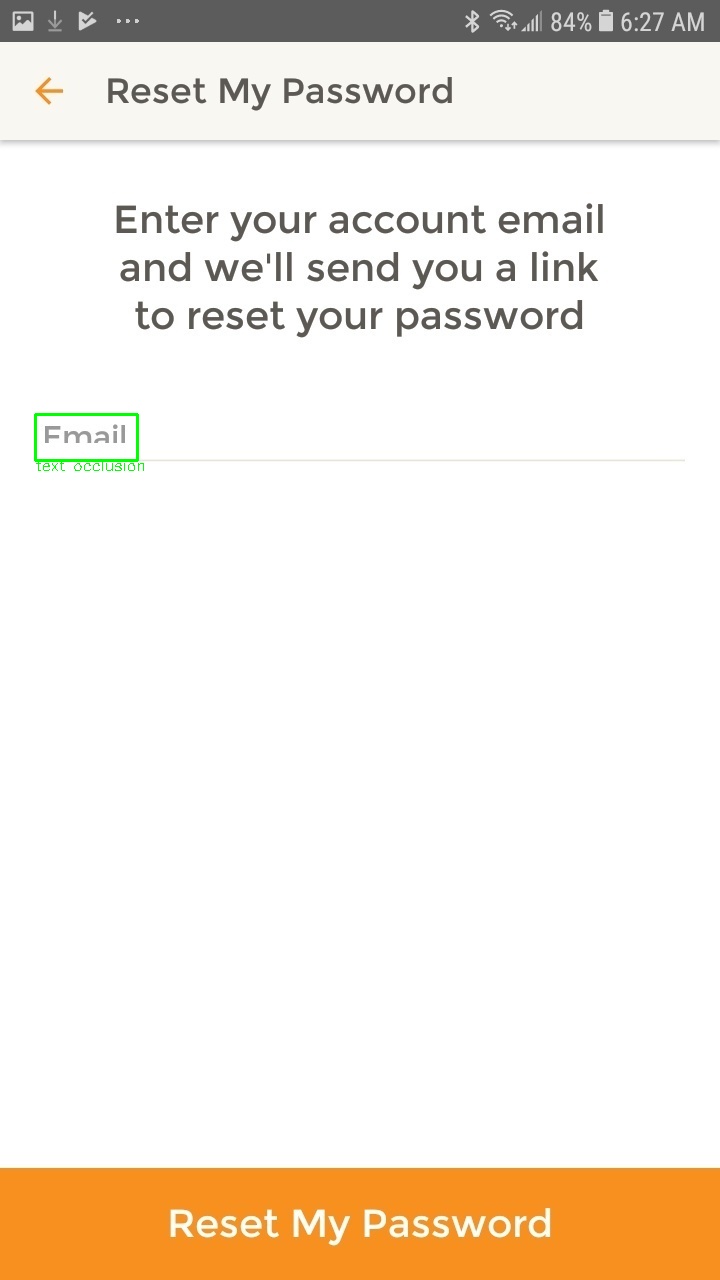 84% 6:27 AM
Reset My Password
Enter your account email
and we'll send you a link
to reset your password
Email
text occlusion
Reset My Password